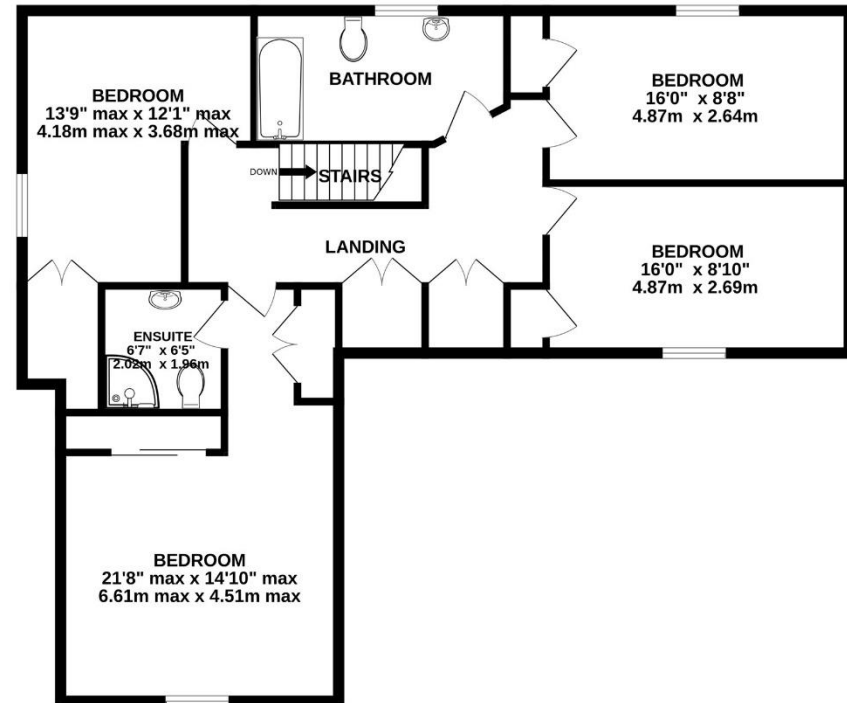 BEDROOM
13'9" max x 12'1" max
4.18m max x 3.68m max
BATHROOM
BEDROOM
16'0" x 8'8"
4.87m x 2.64m
DOWN
STAIRS
LANDING
BEDROOM
16'0" x 8'10"
4.87m x 2.69m
ENSUITE
6'7" x 6'5"
2.02m x 1.96m
BEDROOM
21'8" max x 14'10" max
6.61m max x 4.51m max